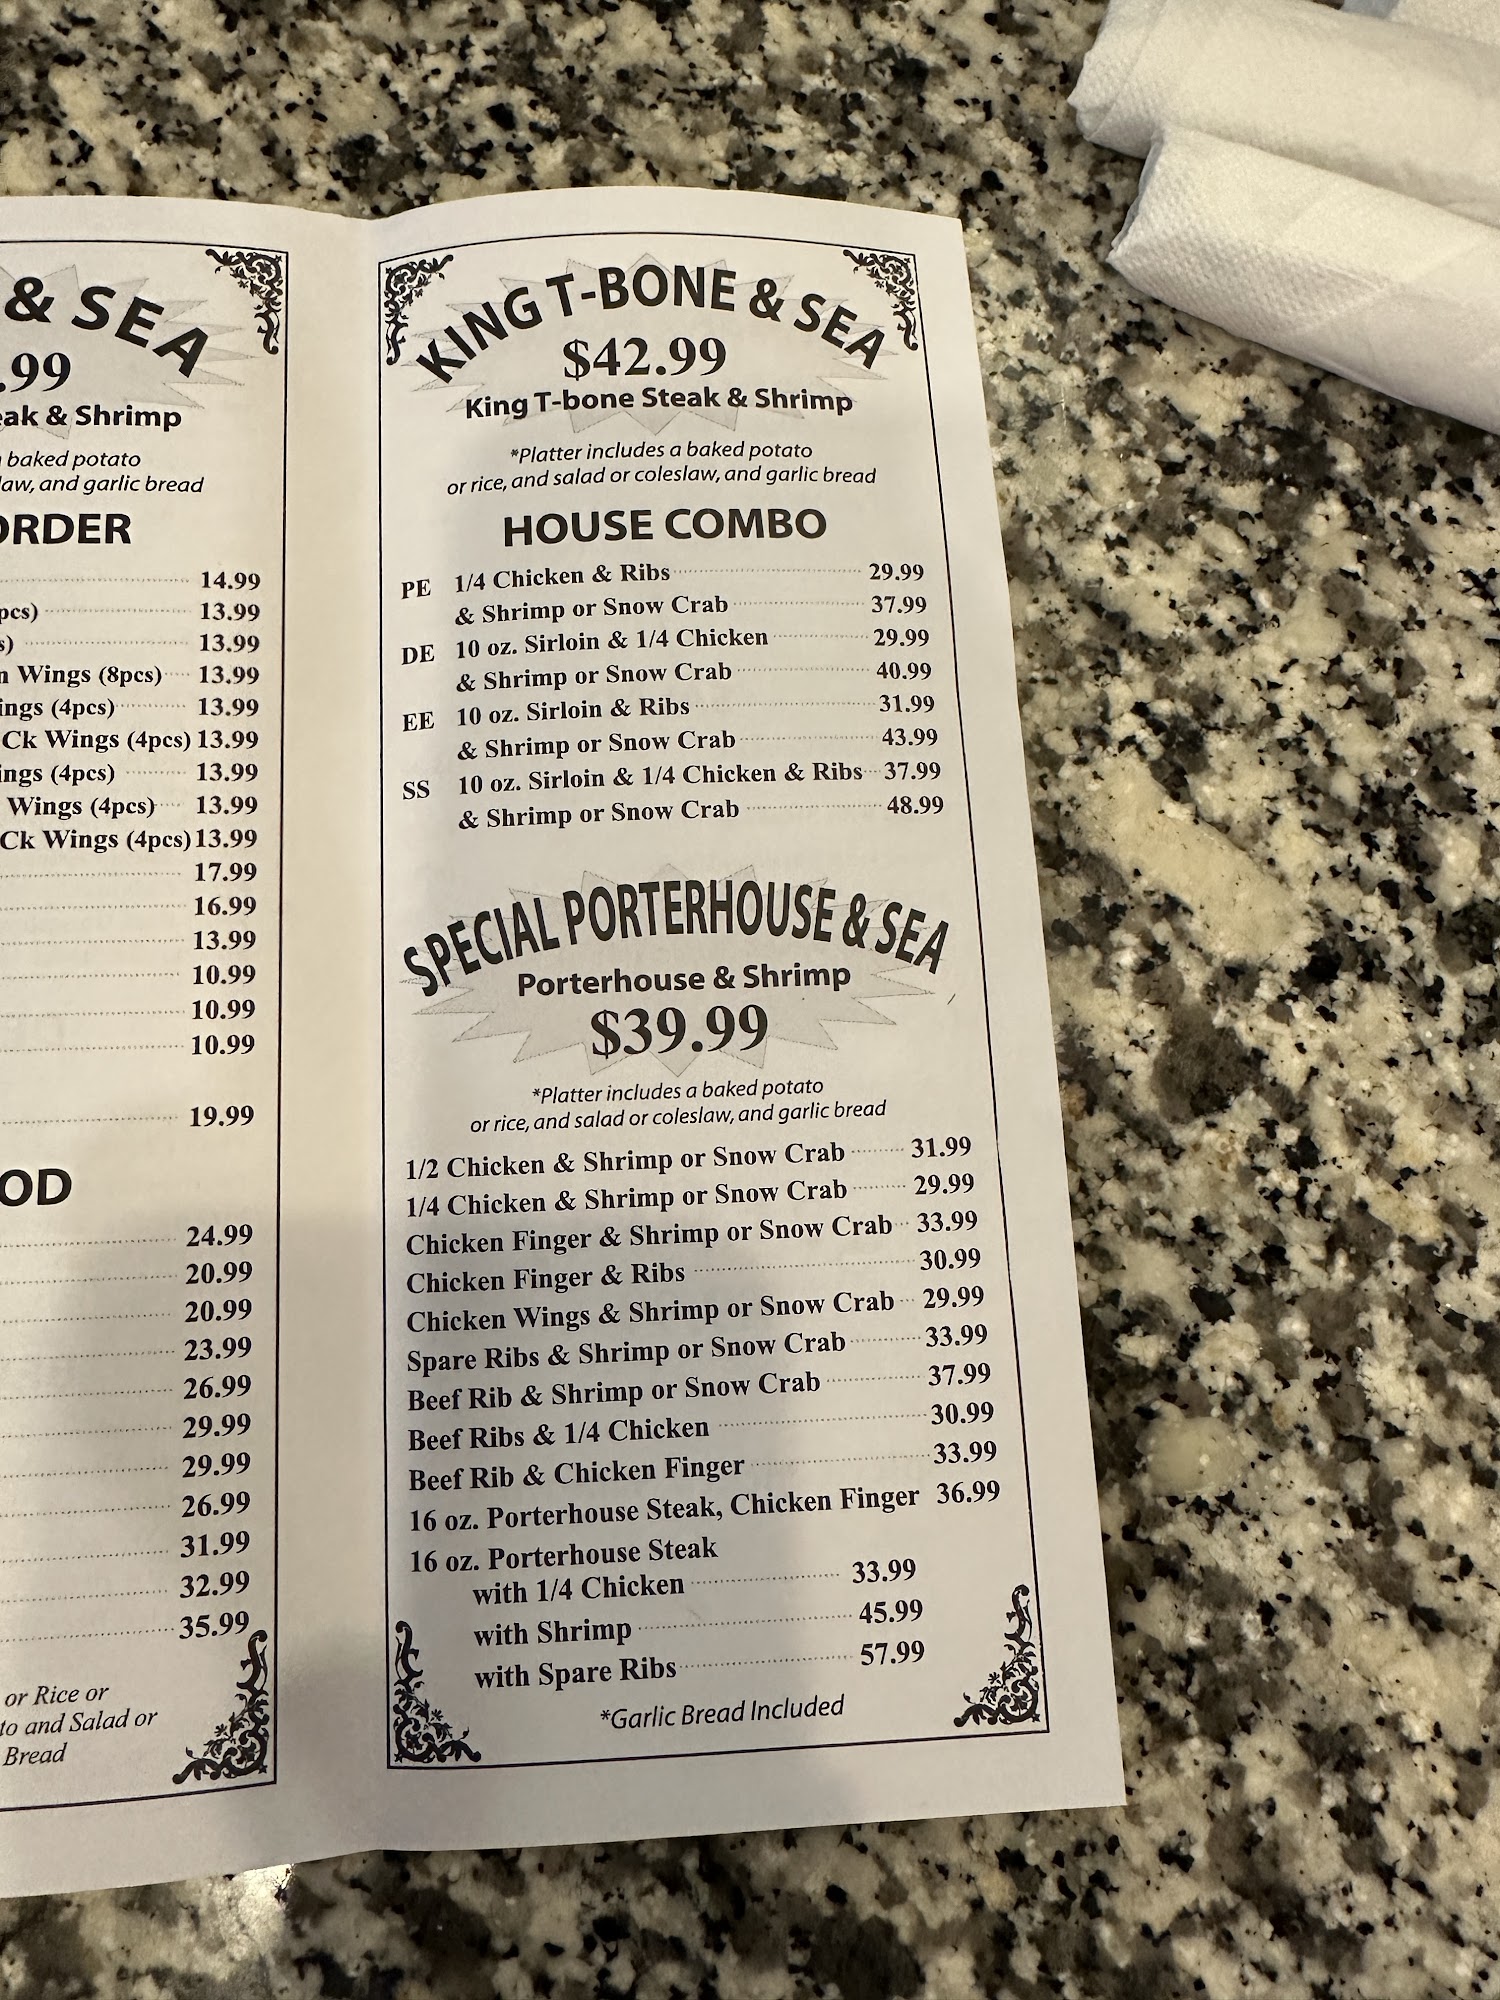 & SEA
.99
eak & Shrimp
baked potato
law, and garlic bread
ORDER
14.99
pcs) 13.99
s) 13.99
n Wings (8pcs) 13.99
ings (4pcs) 13.99
Ck Wings (4pcs) 13.99
ings (4pcs) 13.99
Wings (4pcs) 13.99
Ck Wings (4pcs) 13.99
17.99
16.99
13.99
10.99
10.99
10.99
19.99
OD
24.99
20.99
20.99
23.99
26.99
29.99
29.99
26.99
31.99
32.99
35.99
or Rice or
to and Salad or
Bread
KING T-BONE & SEA
$42.99
King T-bone Steak & Shrimp
*Platter includes a baked potato
or rice, and salad or coleslaw, and garlic bread
HOUSE COMBO
PE 1/4 Chicken & Ribs 29.99
& Shrimp or Snow Crab 37.99
DE 10 oz. Sirloin & 1/4 Chicken 29.99
& Shrimp or Snow Crab 40.99
EE 10 oz. Sirloin & Ribs 31.99
& Shrimp or Snow Crab 43.99
SS 10 oz. Sirloin & 1/4 Chicken & Ribs 37.99
& Shrimp or Snow Crab 48.99
SPECIAL PORTERHOUSE & SEA
Porterhouse & Shrimp
$39.99
*Platter includes a baked potato
or rice, and salad or coleslaw, and garlic bread
1/2 Chicken & Shrimp or Snow Crab 31.99
1/4 Chicken & Shrimp or Snow Crab 29.99
Chicken Finger & Shrimp or Snow Crab 33.99
Chicken Finger & Ribs 30.99
Chicken Wings & Shrimp or Snow Crab 29.99
Spare Ribs & Shrimp or Snow Crab 33.99
Beef Rib & Shrimp or Snow Crab 37.99
Beef Ribs & 1/4 Chicken 30.99
Beef Rib & Chicken Finger 33.99
16 oz. Porterhouse Steak, Chicken Finger 36.99
16 oz. Porterhouse Steak
with 1/4 Chicken 33.99
with Shrimp 45.99
with Spare Ribs 57.99
*Garlic Bread Included